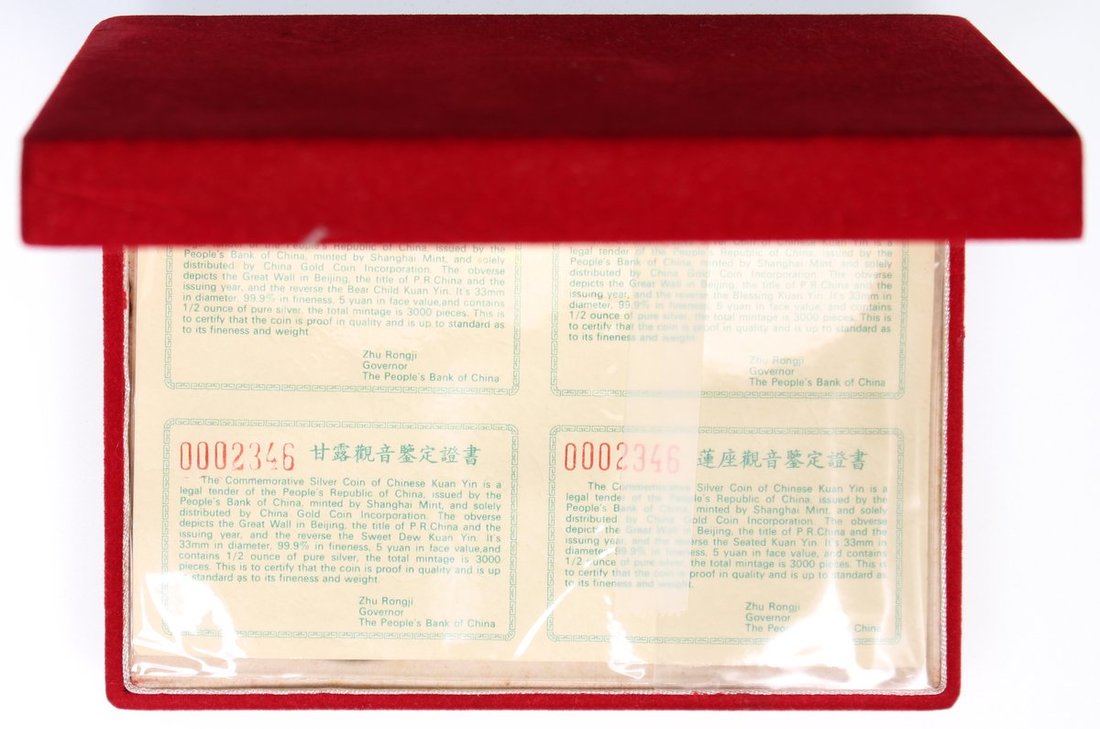 legal tender of the People's Republic of China, issued by the
People's Bank of China, minted by Shanghai Mint, and solely
distributed by China Gold Coin Incorporation. The obverse
depicts the Great Wall in Beijing, the title of P.R.China and the
issuing year, and the reverse the Bear Child Kuan Yin. It's 33mm
in diameter, 99.9% in fineness, 5 yuan in face value,and contains
1/2 ounce of pure silver, the total mintage is 3000 pieces. This is
to certify that the coin is proof in quality and is up to standard as
to its fineness and weight
Zhu Rongji
Governor
The People's Bank of China
Silver Coin of Chinese Kuan Yin is a
legal tender of the People's Republic of China, issued by the
People's Bank of China, minted by Shanghai Mint, and solely
distributed by China Gold Coin Incorporation. The obverse
depicts the Great Wall in Beijing, the title of P.R.China and the
issuing year, and the reverse the Blessing Kuan Yin. It's 33mm in
diameter, 99.9% in fineness, 5 yuan in face value, and contains
1/2 ounce of pure silver, the total mintage is 3000 pieces. This is
to certify that the coin is proof in quality and is up to standard as
to its fineness and weight.
Zhu Rongji
Governor
The People's Bank of China
0002346 甘露觀音鑒定證書
The Commemorative Silver Coin of Chinese Kuan Yin is a
legal tender of the People's Republic of China, issued by the
People's Bank of China, minted by Shanghai Mint, and solely
distributed by China Gold Coin Incorporation. The obverse
depicts the Great Wall in Beijing, the title of P.R.China and the
issuing year, and the reverse the Sweet Dew Kuan Yin. It's
33mm in diameter, 99.9% in fineness, 5 yuan in face value,and
contains 1/2 ounce of pure silver, the total mintage is 3000
pieces. This is to certify that the coin is proof in quality and is up
to standard as to its fineness and weight
Zhu Rongji
Governor
The People's Bank of China
0002346 蓮座觀音鑒定證書
The Commemorative Silver Coin of Chinese Kuan Yin is a
legal tender of the People's Republic of China, issued by the
People's Bank of China, minted by Shanghai Mint, and solely
distributed by China Gold Coin Incorporation. The obverse
depicts the Great Wall in Beijing, the title of P.R.China and the
issuing year, and the reverse the Seated Kuan Yin. It's 33mm in
diameter, 99.9% in fineness, 5 yuan in face value, and contains
1/2 ounce of pure silver, the total mintage is 3000 pieces. This is
to certify that the coin is proof in quality and is up to standard as
to its fineness and weight.
Zhu Rongji
Governor
The People's Bank of China